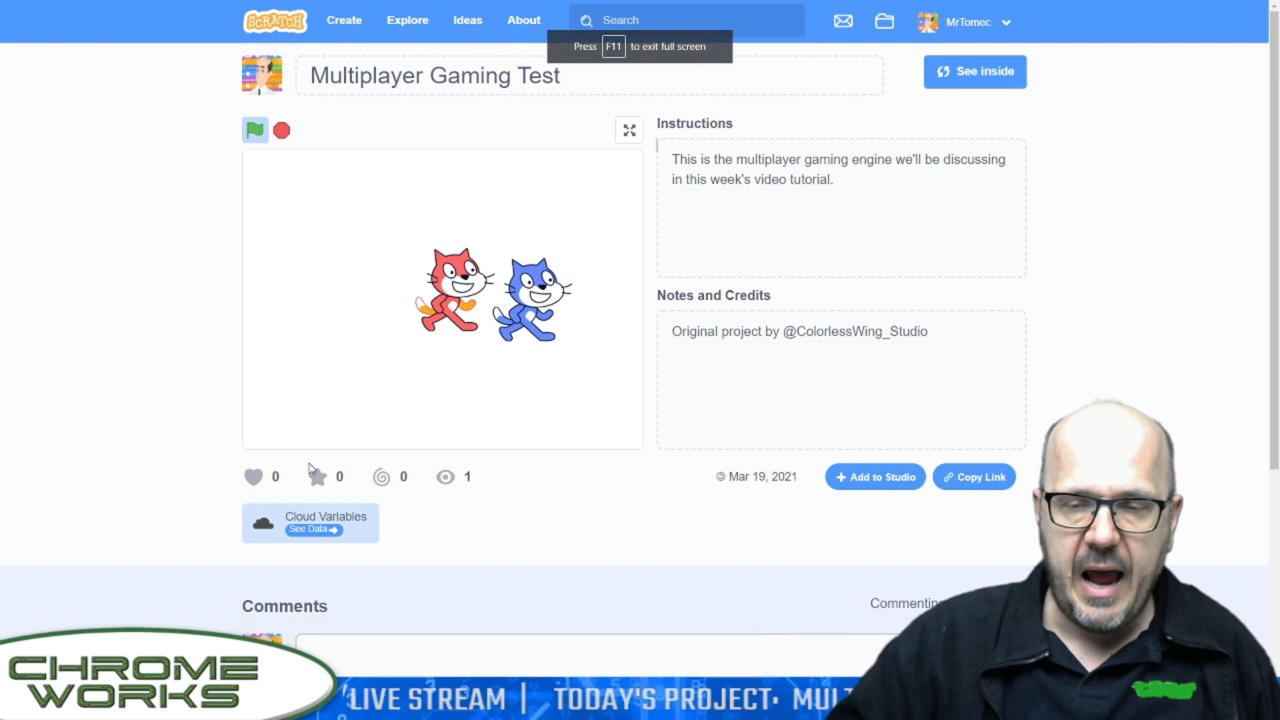 SCRATCH Create Explore Ideas About Search MrTomec
Press F11 to exit full screen
Multiplayer Gaming Test
See inside
Instructions
This is the multiplayer gaming engine we'll be discussing
in this week's video tutorial.
Notes and Credits
Original project by @ColorlessWing_Studio
0 0 0 1
Mar 19, 2021 Add to Studio Copy Link
Cloud Variables
See Data
Comments
CHROME
WORKS
LIVE STREAM | TODAY'S PROJECT: